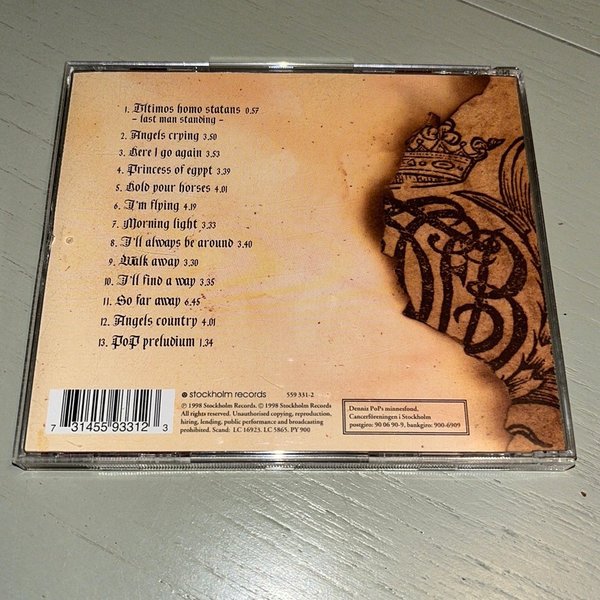 1. Ultimos homo statans 0.57
- last man standing -
2. Angels crying 3.50
3. Here I go again 3.53
4. Princess of egypt 3.39
5. Hold your horses 4.01
6. I'm flying 4.19
7. Morning light 3.33
8. I'll always be around 3.40
9. Walk away 3.30
10. I'll find a way 3.35
11. So far away 6.45
12. Angels country 4.01
13. PoP preludium 1.34
stockholm records 559 331-2
℗ 1998 Stockholm Records. © 1998 Stockholm Records
All rights reserved. Unauthorised copying, reproduction,
hiring, lending, public performance and broadcasting
prohibited. Scand: LC 16923. LC 5865. PY 900
Denniz PoP's minnesfond.
Cancerföreningen i Stockholm
postgiro: 90 06 90-9, bankgiro: 900-6909
7 31455 93312 3